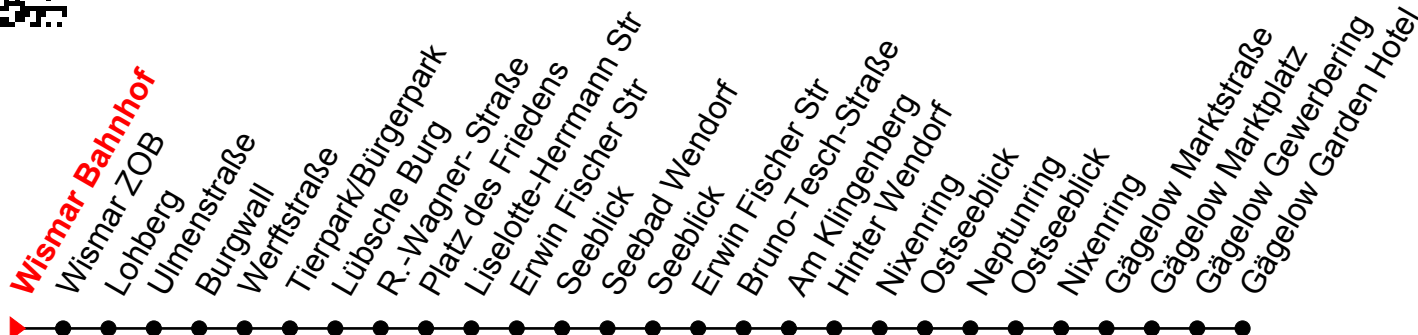 Wismar Bahnhof
Wismar ZOB
Lohberg
Ulmenstraße
Burgwall
Werftstraße
Tierpark/Bürgerpark
Lübsche Burg
R.-Wagner- Straße
Platz des Friedens
Liselotte-Herrmann Str
Erwin Fischer Str
Seeblick
Seebad Wendorf
Seeblick
Erwin Fischer Str
Bruno-Tesch-Straße
Am Klingenberg
Hinter Wendorf
Nixenring
Ostseeblick
Neptunring
Ostseeblick
Nixenring
Gägelow Marktstraße
Gägelow Marktplatz
Gägelow Gewerbering
Gägelow Garden Hotel